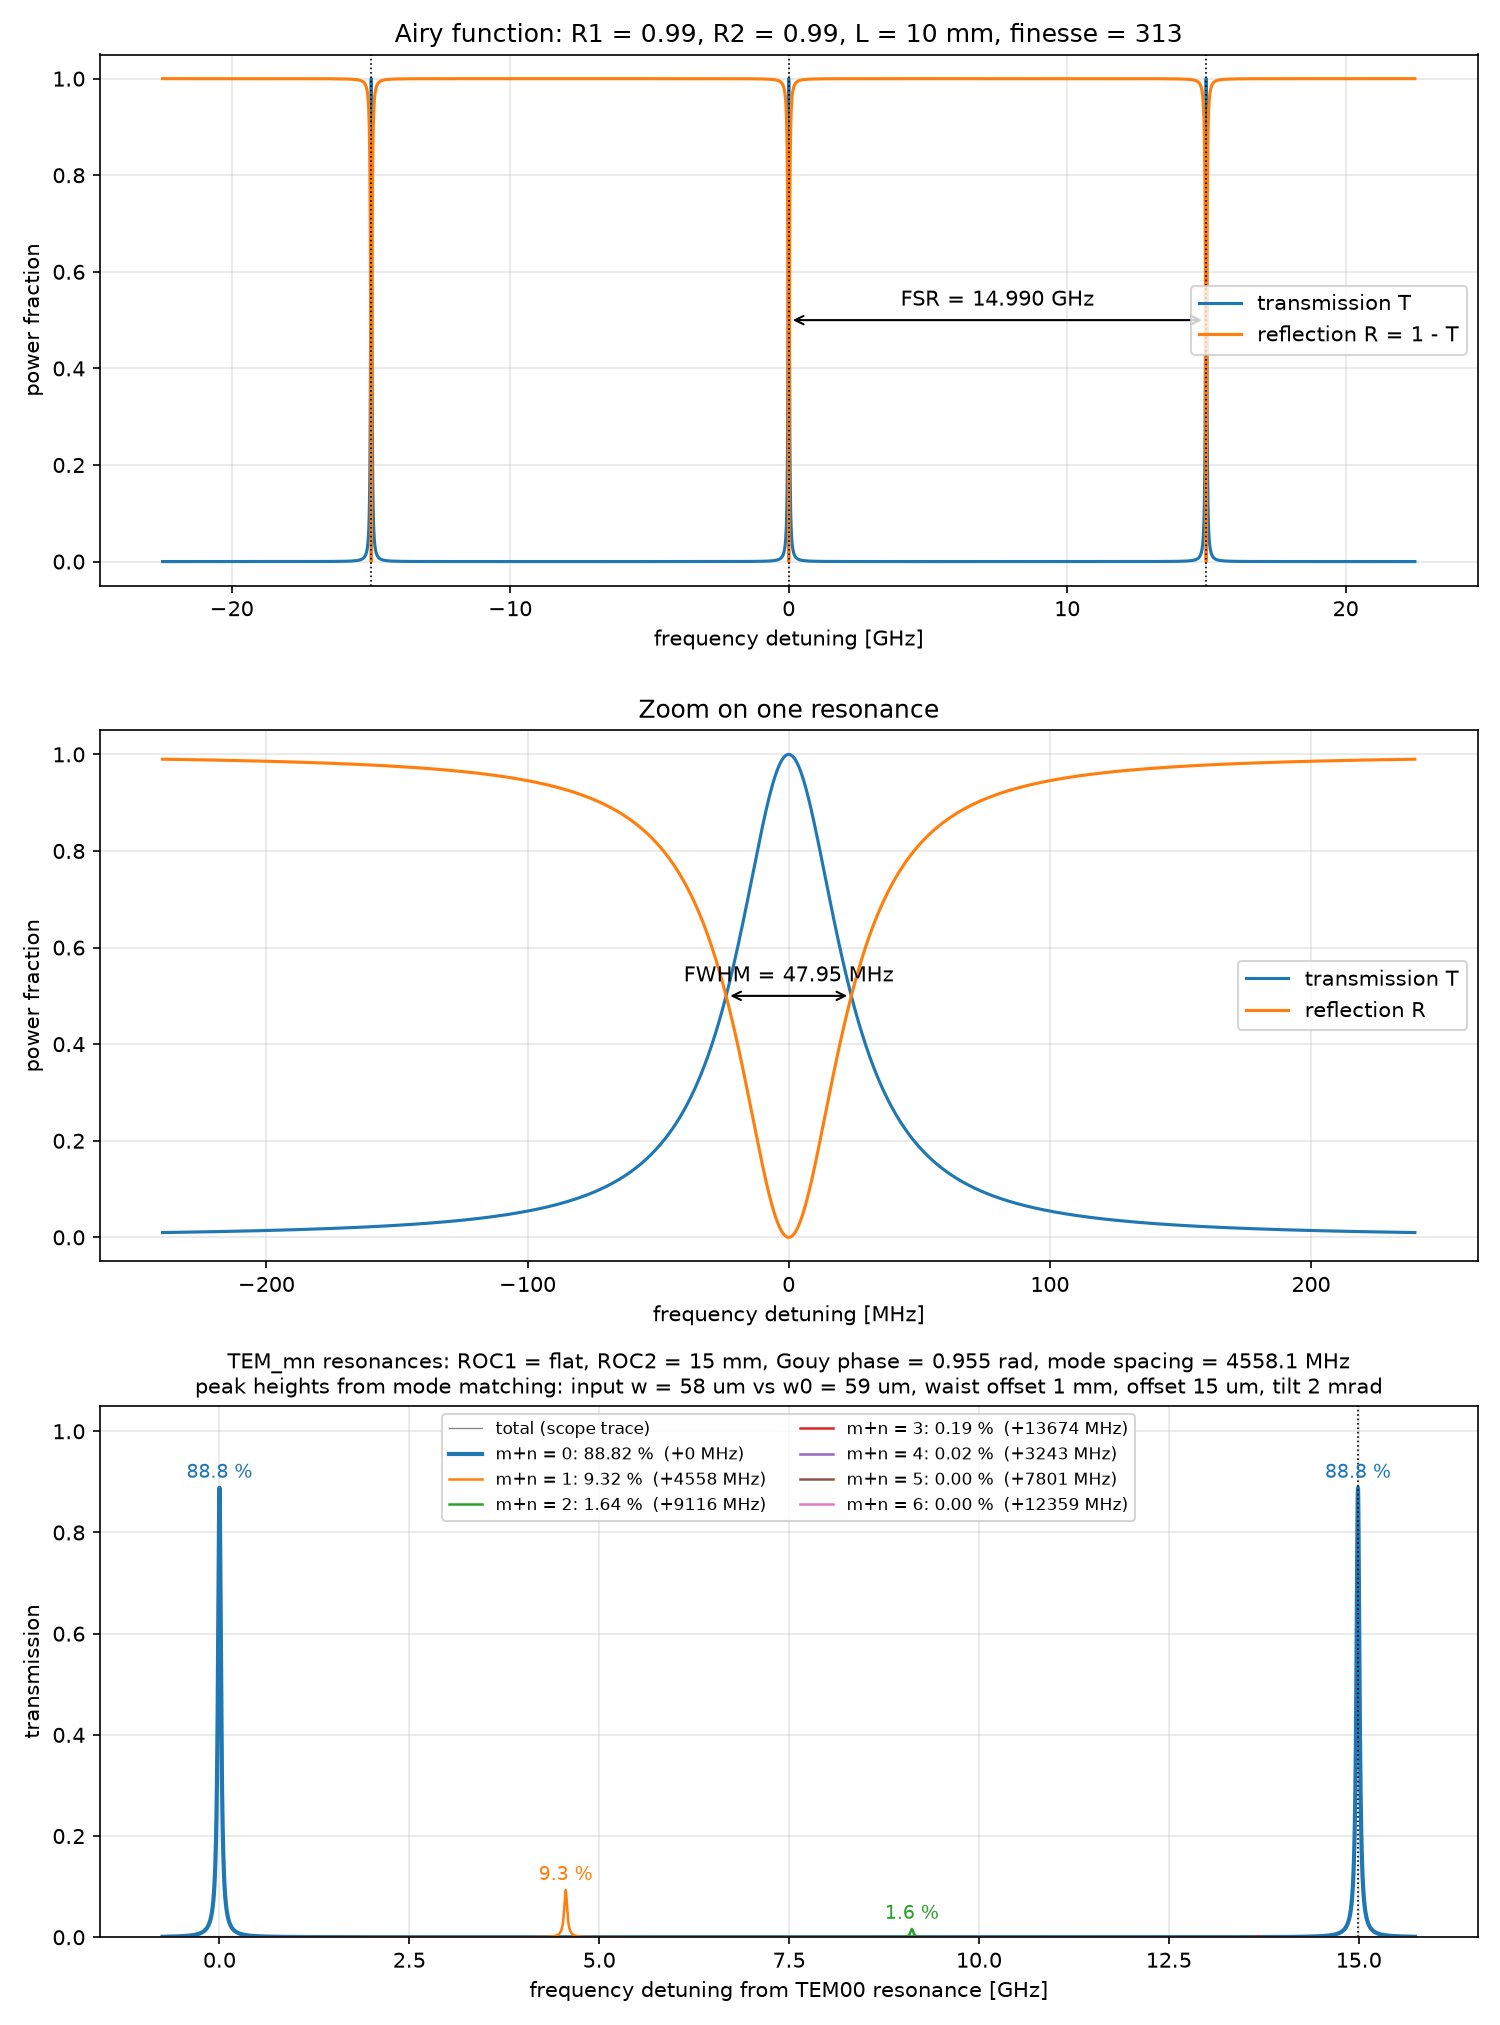 Airy function: R1 = 0.99, R2 = 0.99, L = 10 mm, finesse = 313
1.0
0.8
0.6
0.4
0.2
0.0
power fraction
FSR = 14.990 GHz
transmission T
reflection R = 1 - T
−20
−10
0
10
20
frequency detuning [GHz]
Zoom on one resonance
1.0
0.8
0.6
0.4
0.2
0.0
power fraction
FWHM = 47.95 MHz
transmission T
reflection R
−200
−100
0
100
200
frequency detuning [MHz]
TEM_mn resonances: ROC1 = flat, ROC2 = 15 mm, Gouy phase = 0.955 rad, mode spacing = 4558.1 MHz
peak heights from mode matching: input w = 58 um vs w0 = 59 um, waist offset 1 mm, offset 15 um, tilt 2 mrad
1.0
0.8
0.6
0.4
0.2
0.0
transmission
total (scope trace)
m+n = 0: 88.82 %  (+0 MHz)
m+n = 1: 9.32 %  (+4558 MHz)
m+n = 2: 1.64 %  (+9116 MHz)
m+n = 3: 0.19 %  (+13674 MHz)
m+n = 4: 0.02 %  (+3243 MHz)
m+n = 5: 0.00 %  (+7801 MHz)
m+n = 6: 0.00 %  (+12359 MHz)
88.8 %
9.3 %
1.6 %
88.8 %
0.0
2.5
5.0
7.5
10.0
12.5
15.0
frequency detuning from TEM00 resonance [GHz]